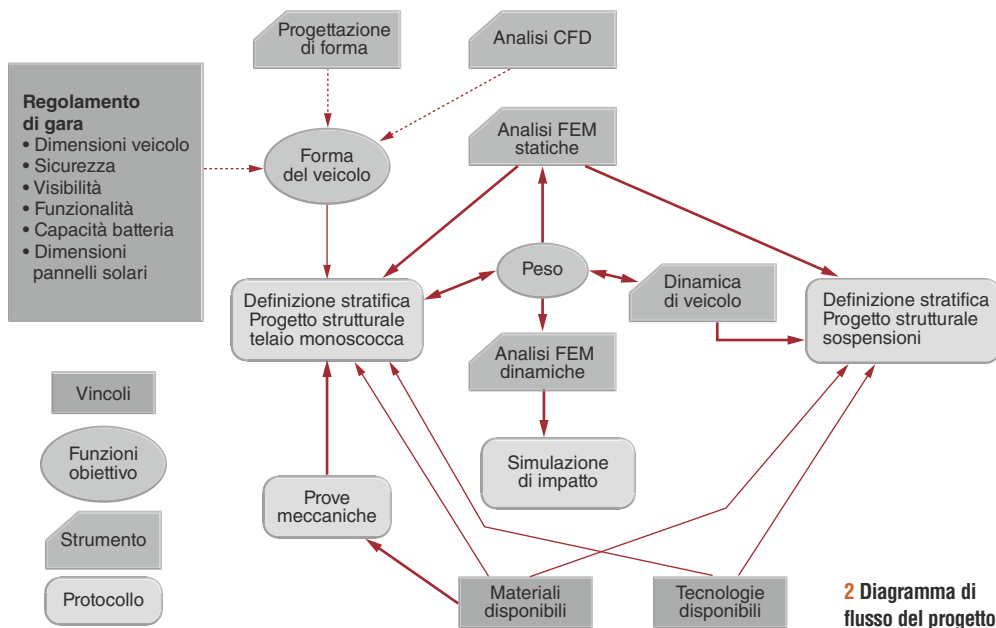 Progettazione
di forma
Analisi CFD
Regolamento
di gara
• Dimensioni veicolo
• Sicurezza
• Visibilità
• Funzionalità
• Capacità batteria
• Dimensioni
pannelli solari
Forma
del veicolo
Analisi FEM
statiche
Peso
Dinamica
di veicolo
Definizione stratifica
Progetto strutturale
telaio monoscocca
Definizione stratifica
Progetto strutturale
sospensioni
Analisi FEM
dinamiche
Simulazione
di impatto
Prove
meccaniche
Materiali
disponibili
Tecnologie
disponibili
Vincoli
Funzioni
obiettivo
Strumento
Protocollo
2 Diagramma di
flusso del progetto